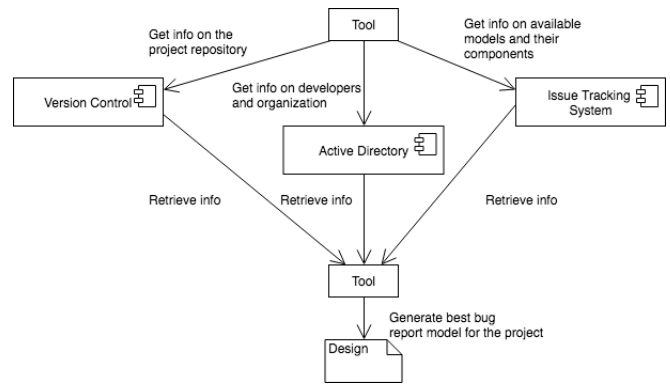 Tool
Get info on the
project repository
Get info on available
models and their
components
Get info on developers
and organization
Version Control
Issue Tracking
System
Active Directory
Retrieve info
Retrieve info
Retrieve info
Tool
Generate best bug
report model for the project
Design